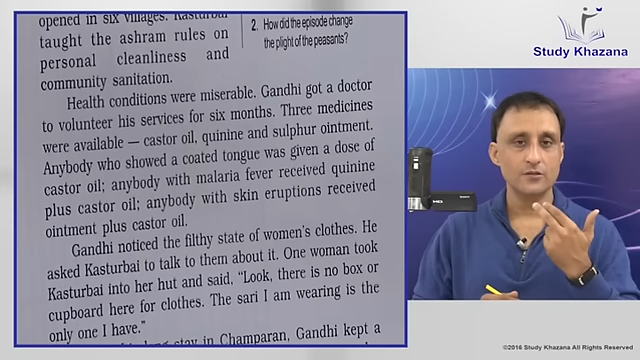 opened in six villages. Kasturbai
taught the ashram rules on
personal cleanliness and
community sanitation.
2. How did the episode change
the plight of the peasants?
Health conditions were miserable. Gandhi got a doctor
to volunteer his services for six months. Three medicines
were available — castor oil, quinine and sulphur ointment.
Anybody who showed a coated tongue was given a dose of
castor oil; anybody with malaria fever received quinine
plus castor oil; anybody with skin eruptions received
ointment plus castor oil.
Gandhi noticed the filthy state of women's clothes. He
asked Kasturbai to talk to them about it. One woman took
Kasturbai into her hut and said, "Look, there is no box or
cupboard here for clothes. The sari I am wearing is the
only one I have."
stay in Champaran, Gandhi kept a
Study Khazana
HD
©2016 Study Khazana All Rights Reserved